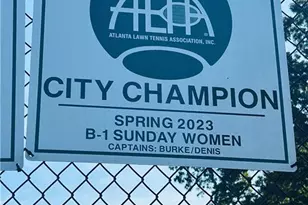 ALTA
ATLANTA LAWN TENNIS ASSOCIATION, INC.
CITY CHAMPION
SPRING 2023
B-1 SUNDAY WOMEN
CAPTAINS: BURKE/DENIS